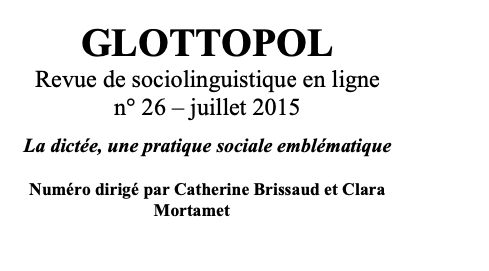 GLOTTOPOL
Revue de sociolinguistique en ligne
n° 26 – juillet 2015
La dictée, une pratique sociale emblématique
Numéro dirigé par Catherine Brissaud et Clara
Mortamet